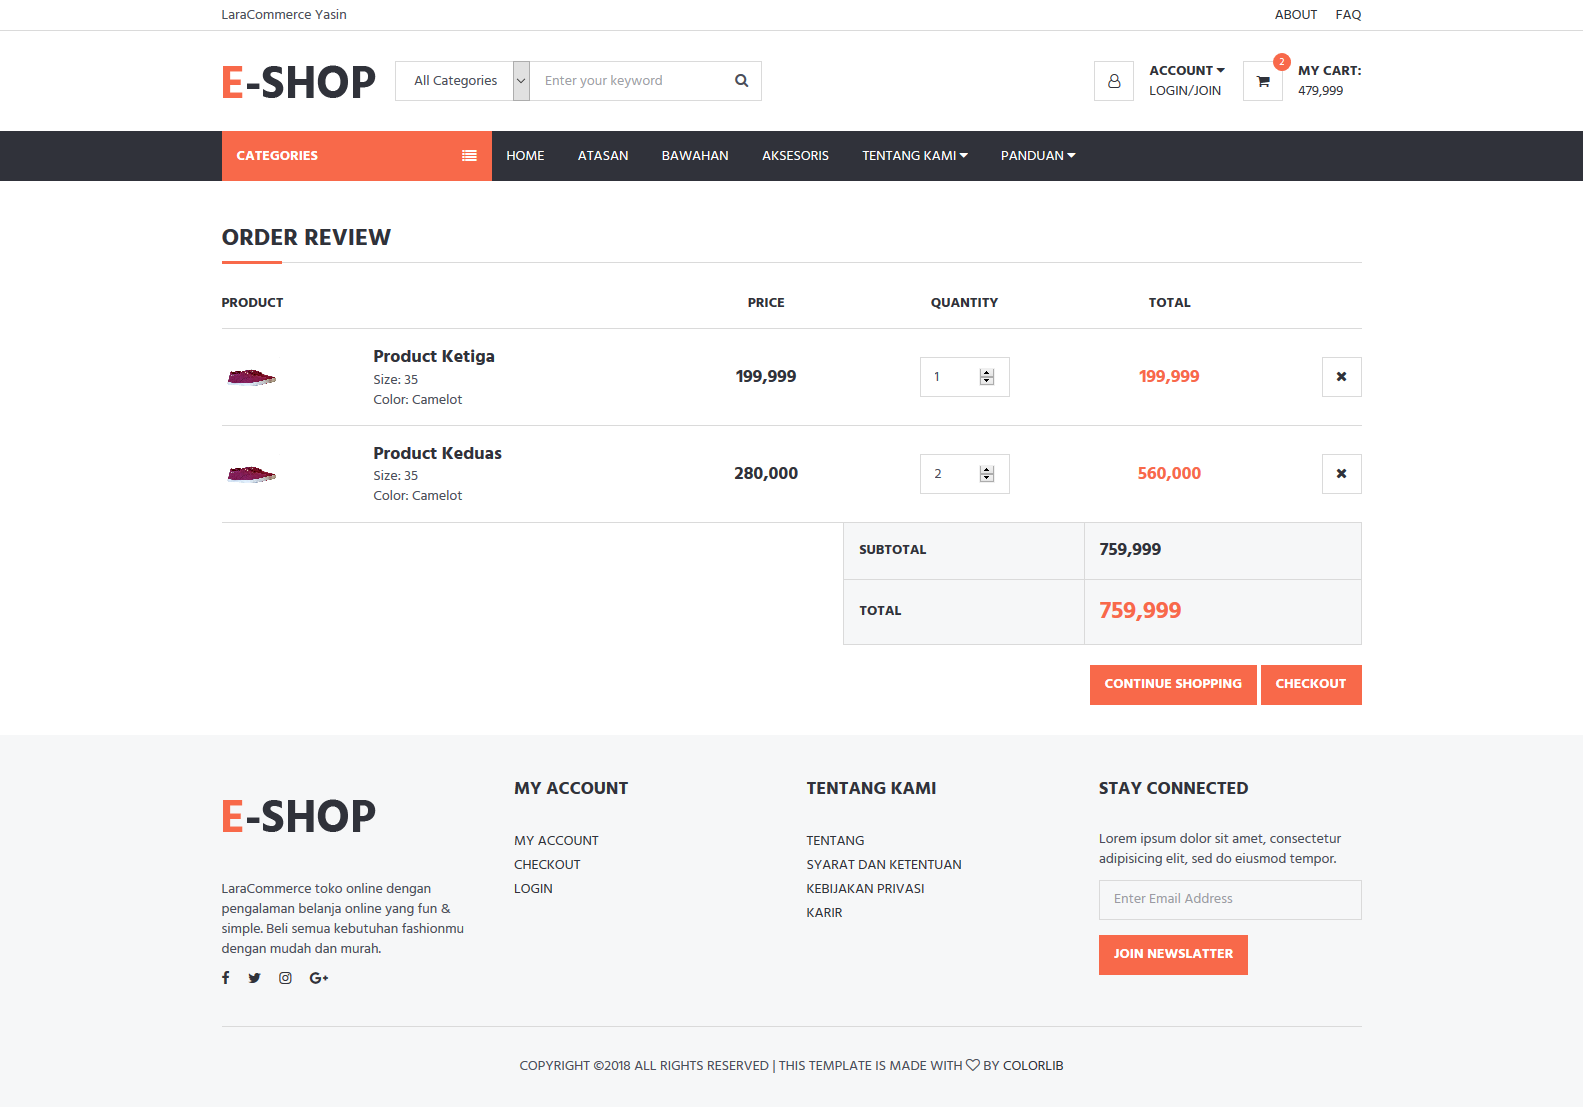 LaraCommerce Yasin
ABOUT FAQ
E-SHOP
All Categories
Enter your keyword
ACCOUNT
LOGIN/JOIN
2
MY CART:
479,999
CATEGORIES
HOME ATASAN BAWAHAN AKSESORIS TENTANG KAMI PANDUAN
ORDER REVIEW
PRODUCT PRICE QUANTITY TOTAL
Product Ketiga
Size: 35
Color: Camelot
199,999 1 199,999
Product Keduas
Size: 35
Color: Camelot
280,000 2 560,000
SUBTOTAL 759,999
TOTAL 759,999
CONTINUE SHOPPING CHECKOUT
E-SHOP
LaraCommerce toko online dengan
pengalaman belanja online yang fun &
simple. Beli semua kebutuhan fashionmu
dengan mudah dan murah.
MY ACCOUNT
MY ACCOUNT
CHECKOUT
LOGIN
TENTANG KAMI
TENTANG
SYARAT DAN KETENTUAN
KEBIJAKAN PRIVASI
KARIR
STAY CONNECTED
Lorem ipsum dolor sit amet, consectetur
adipisicing elit, sed do eiusmod tempor.
Enter Email Address
JOIN NEWSLATTER
COPYRIGHT ©2018 ALL RIGHTS RESERVED | THIS TEMPLATE IS MADE WITH ♡ BY COLORLIB